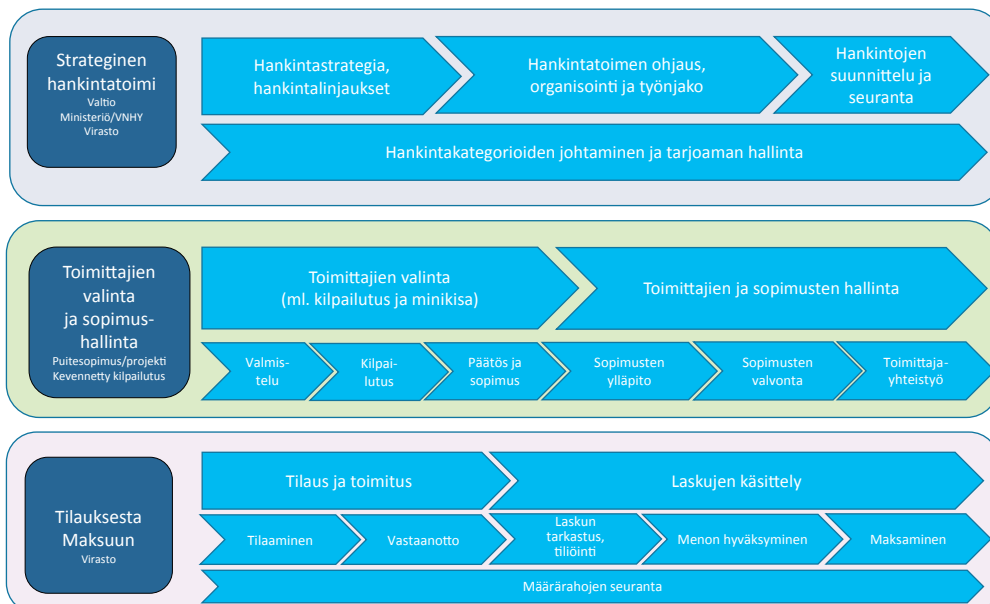 Strateginen
hankintatoimi
Valtio
Ministeriö/VNHY
Virasto
Hankintastrategia,
hankintalinjaukset
Hankintatoimen ohjaus,
organisointi ja työnjako
Hankintojen
suunnittelu ja
seuranta
Hankintakategorioiden johtaminen ja tarjoaman hallinta
Toimittajien
valinta
ja sopimus-
hallinta
Puitesopimus/projekti
Kevennetty kilpailutus
Toimittajien valinta
(ml. kilpailutus ja minikisa)
Toimittajien ja sopimusten hallinta
Valmis-
telu
Kilpai-
lutus
Päätös ja
sopimus
Sopimusten
ylläpito
Sopimusten
valvonta
Toimittaja-
yhteistyö
Tilauksesta
Maksuun
Virasto
Tilaus ja toimitus
Laskujen käsittely
Tilaaminen
Vastaanotto
Laskun
tarkastus,
tiliöinti
Menon hyväksyminen
Maksaminen
Määrärahojen seuranta